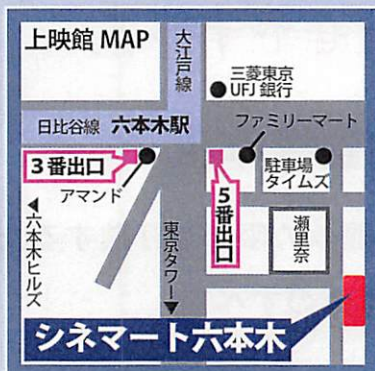 上映館 MAP
大江戸線
三菱東京
UFJ 銀行
日比谷線 六本木駅
ファミリーマート
3番出口
アマンド
5番出口
駐車場
タイムズ
瀬里奈
◀六本木ヒルズ
東京タワー▶
シネマート六本木